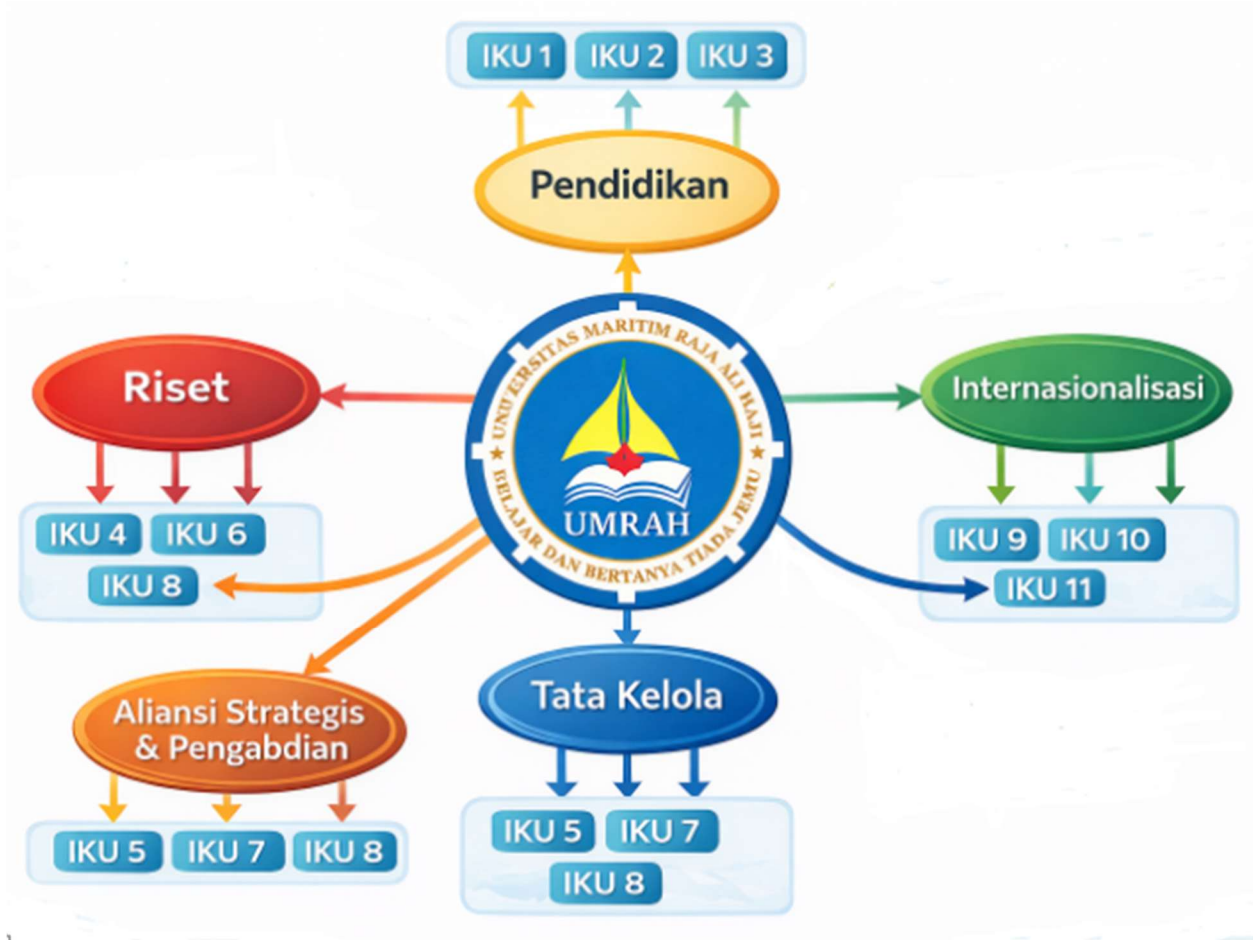 IKU 1 IKU 2 IKU 3
Pendidikan
UNIVERSITAS MARITIM RAJA ALI HAJI
BELAJAR DAN BERTANYA TIADA JEMU
UMRAH
Riset
IKU 4 IKU 6
IKU 8
Internasionalisasi
IKU 9 IKU 10
IKU 11
Aliansi Strategis
& Pengabdian
IKU 5 IKU 7 IKU 8
Tata Kelola
IKU 5 IKU 7
IKU 8